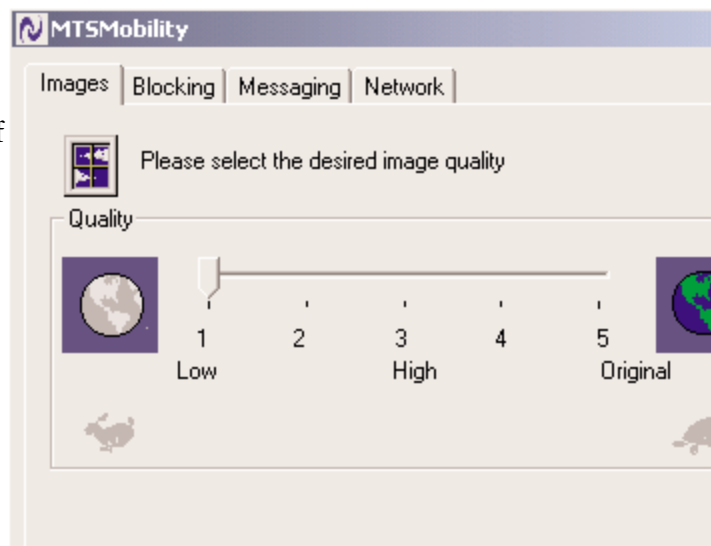 MTSMobility
Images Blocking Messaging Network
f
Please select the desired image quality
Quality
1 2 3 4 5
Low High Original